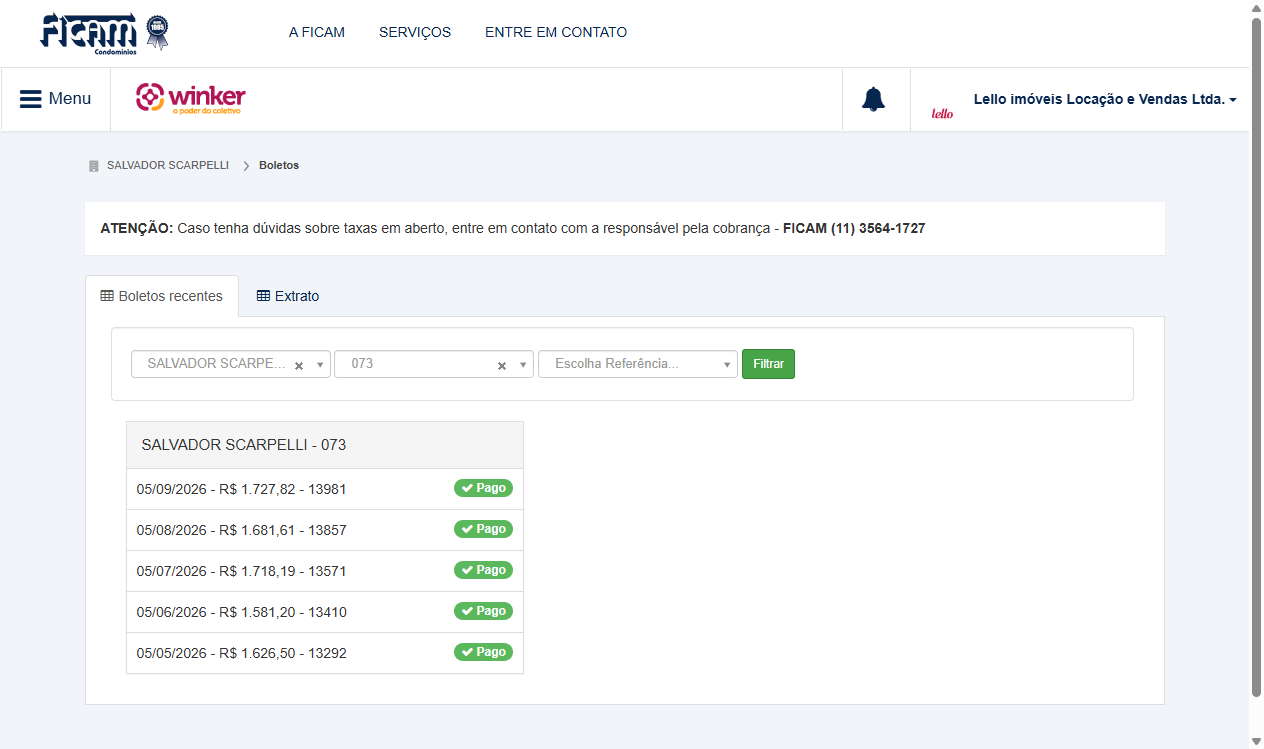 FICAM
Condomínios
1985
A FICAM SERVIÇOS ENTRE EM CONTATO
Menu
winker
o poder do coletivo
lello
Lello imóveis Locação e Vendas Ltda.
SALVADOR SCARPELLI > Boletos
ATENÇÃO: Caso tenha dúvidas sobre taxas em aberto, entre em contato com a responsável pela cobrança - FICAM (11) 3564-1727
Boletos recentes Extrato
SALVADOR SCARPE... × 073 × Escolha Referência... Filtrar
SALVADOR SCARPELLI - 073
05/09/2026 - R$ 1.727,82 - 13981 Pago
05/08/2026 - R$ 1.681,61 - 13857 Pago
05/07/2026 - R$ 1.718,19 - 13571 Pago
05/06/2026 - R$ 1.581,20 - 13410 Pago
05/05/2026 - R$ 1.626,50 - 13292 Pago